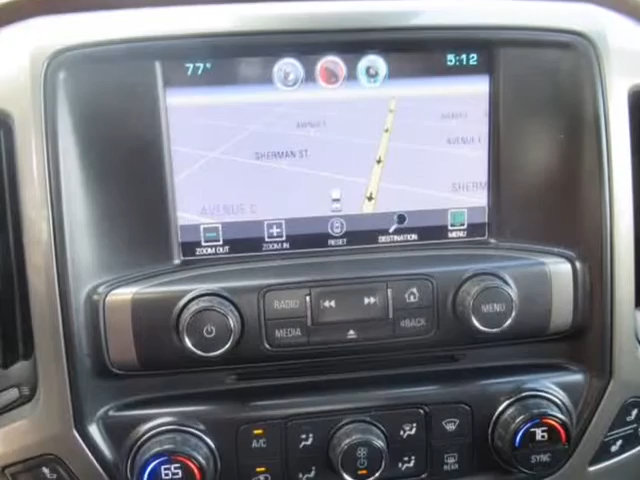 77° 5:12
AVENUE E
SHERMAN ST
SHERM
AVENUE C
ZOOM OUT ZOOM IN RESET DESTINATION MENU
RADIO
MEDIA BACK
MENU
A/C
REAR
65 76
SYNC